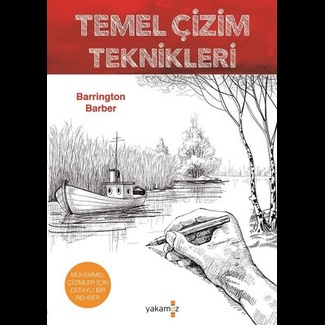 TEMEL ÇİZİM
TEKNİKLERİ
Barrington
Barber
MÜKEMMEL
ÇİZİMLER İÇİN
DETAYLI BİR
REHBER
yakamoz